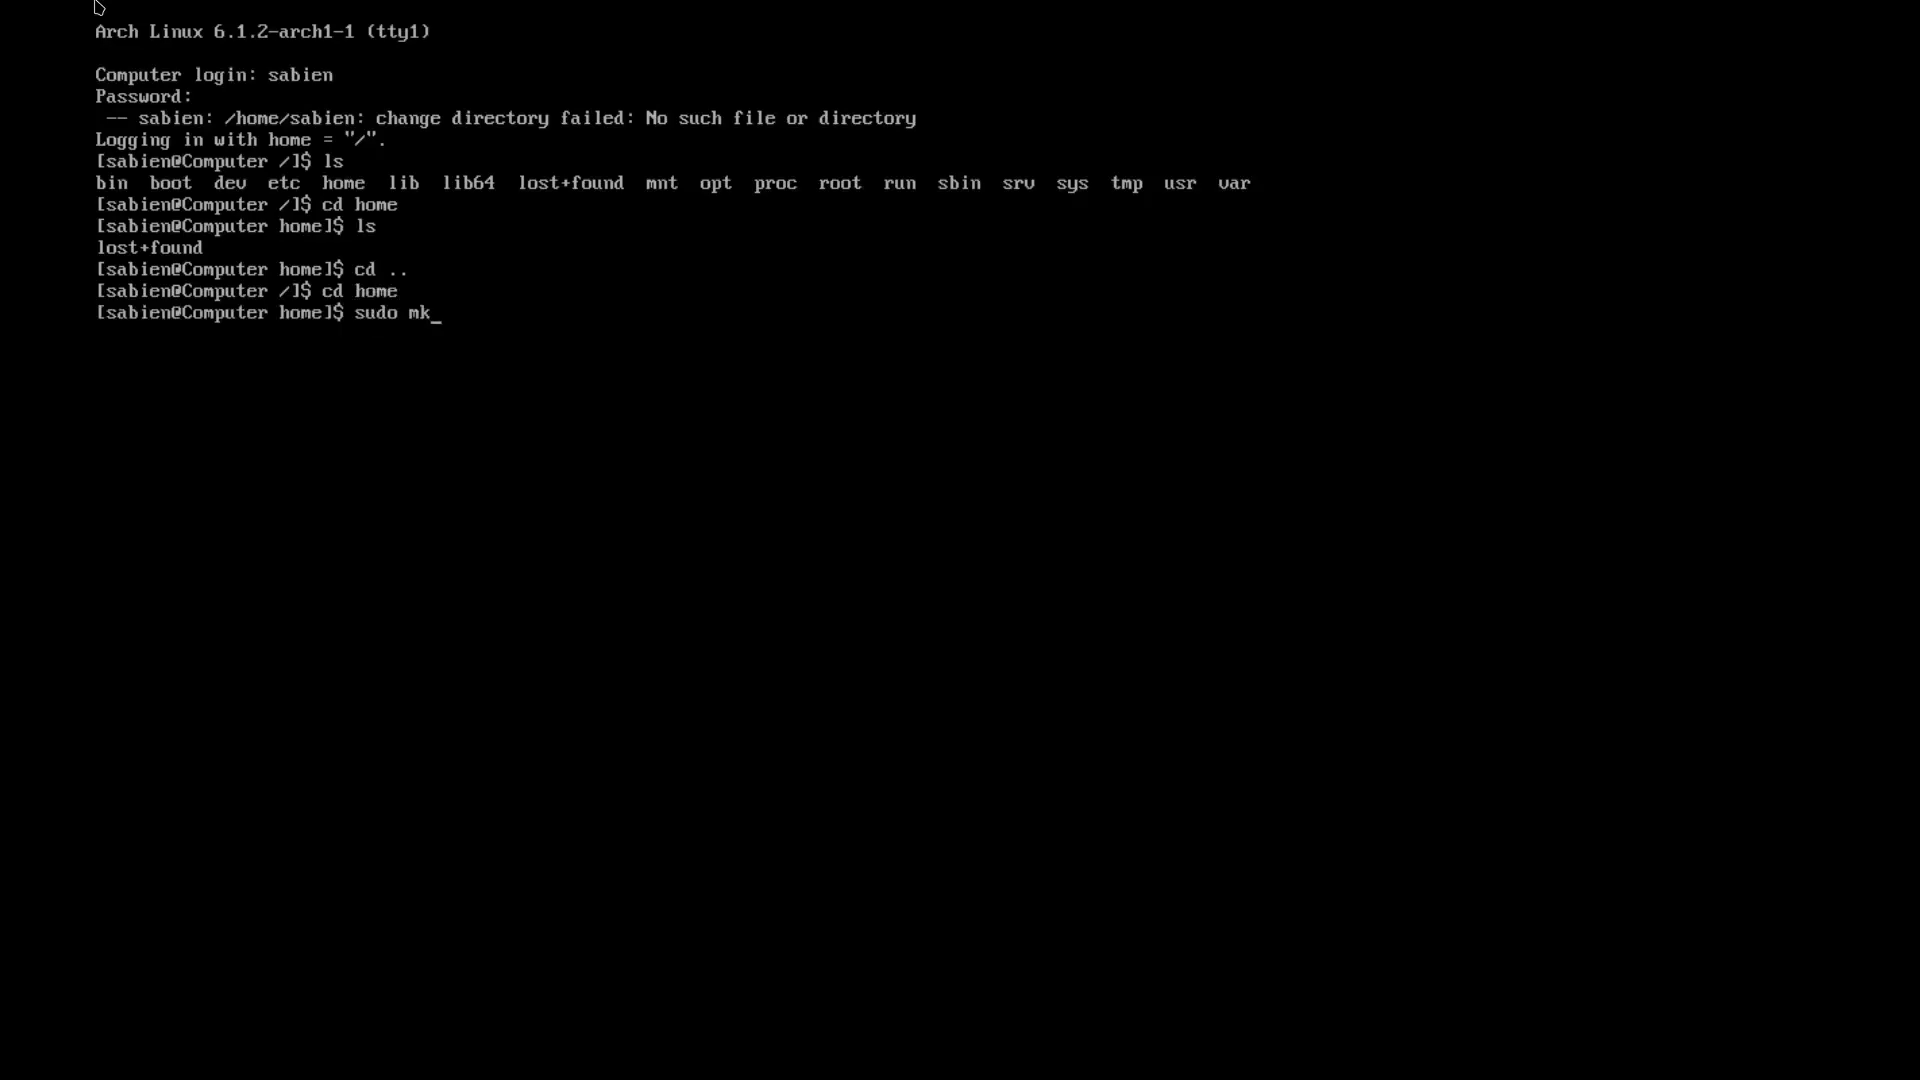 Arch Linux 6.1.2-arch1-1 (tty1)
Computer login: sabien
Password:
 -- sabien: /home/sabien: change directory failed: No such file or directory
Logging in with home = "/".
[sabien@Computer /]$ ls
bin  boot  dev  etc  home  lib  lib64  lost+found  mnt  opt  proc  root  run  sbin  srv  sys  tmp  usr  var
[sabien@Computer /]$ cd home
[sabien@Computer home]$ ls
lost+found
[sabien@Computer home]$ cd ..
[sabien@Computer /]$ cd home
[sabien@Computer home]$ sudo mk_